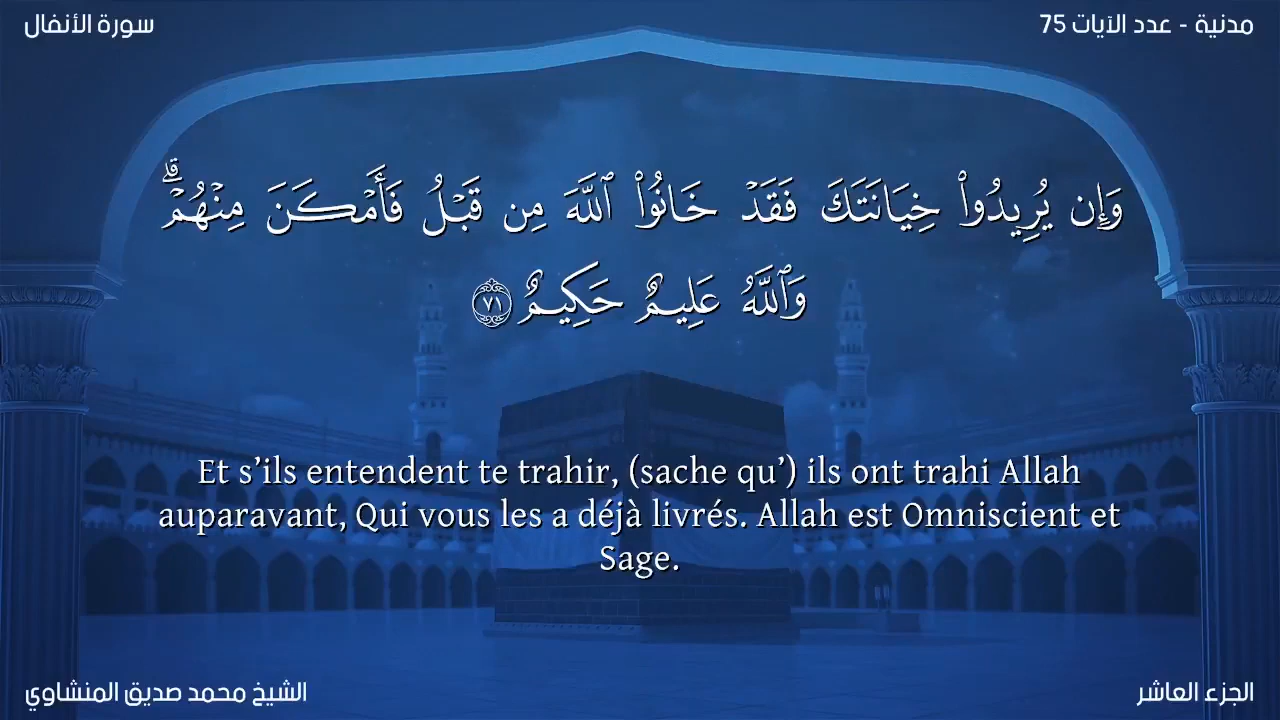 سورة الأنفال
مدنية - عدد الآيات 75
وَإِن يُرِيدُوا۟ خِيَانَتَكَ فَقَدْ خَانُوا۟ ٱللَّهَ مِن قَبْلُ فَأَمْكَنَ مِنْهُمْ ۗ
وَٱللَّهُ عَلِيمٌ حَكِيمٌ ٧١
Et s’ils entendent te trahir, (sache qu’) ils ont trahi Allah
auparavant, Qui vous les a déjà livrés. Allah est Omniscient et
Sage.
الشيخ محمد صديق المنشاوي
الجزء العاشر